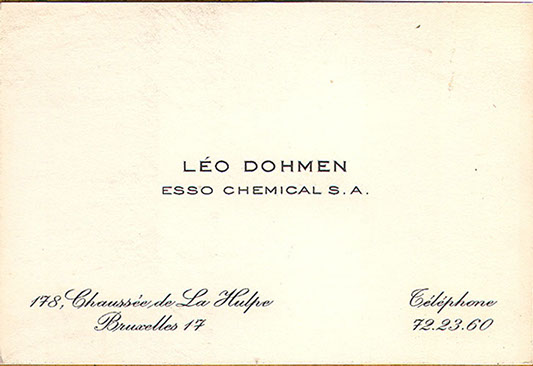 LÉO DOHMEN
ESSO CHEMICAL S.A.
178, Chaussée de La Hulpe
Bruxelles 17
Téléphone
72.23.60